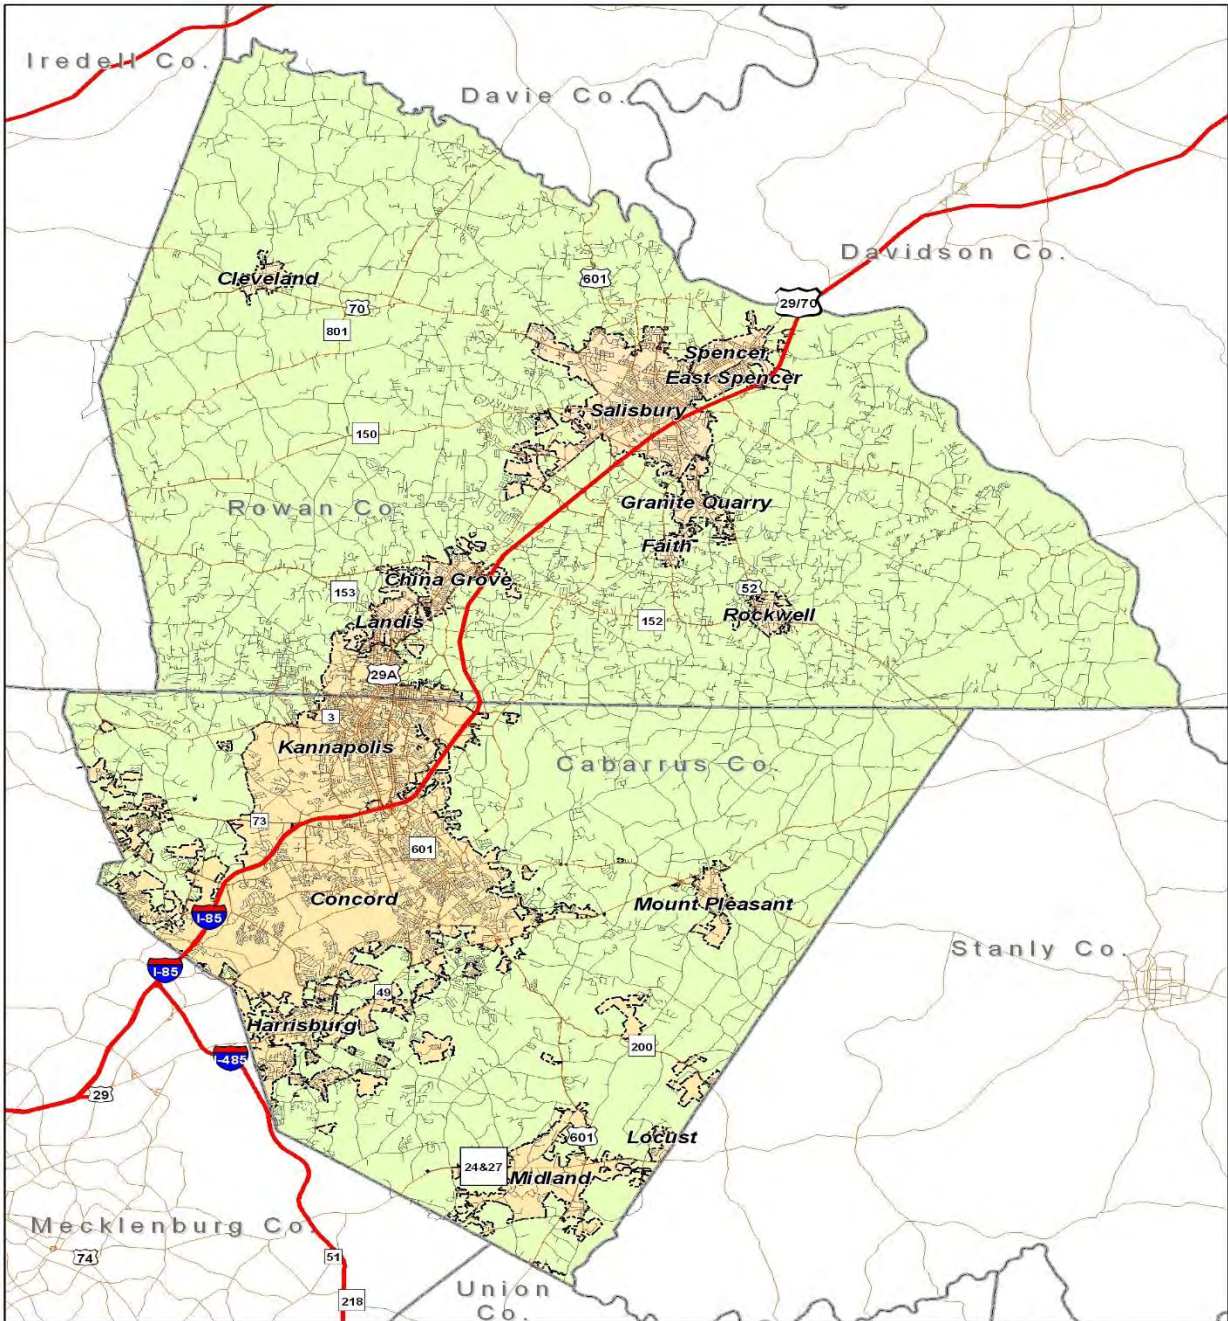 Iredell Co.
Davie Co.
Davidson Co.
Cleveland
601
29/70
70
801
Spencer
East Spencer
Salisbury
150
Rowan Co
Granite Quarry
Faith
China Grove
153
52
Landis
152
Rockwell
29A
3
Kannapolis
Cabarrus Co.
73
601
Concord
Mount Pleasant
I-85
Stanly Co.
I-85
49
Harrisburg
200
I-485
29
601
Locust
24&27
Midland
Mecklenburg Co.
74
51
Union
Co.
218